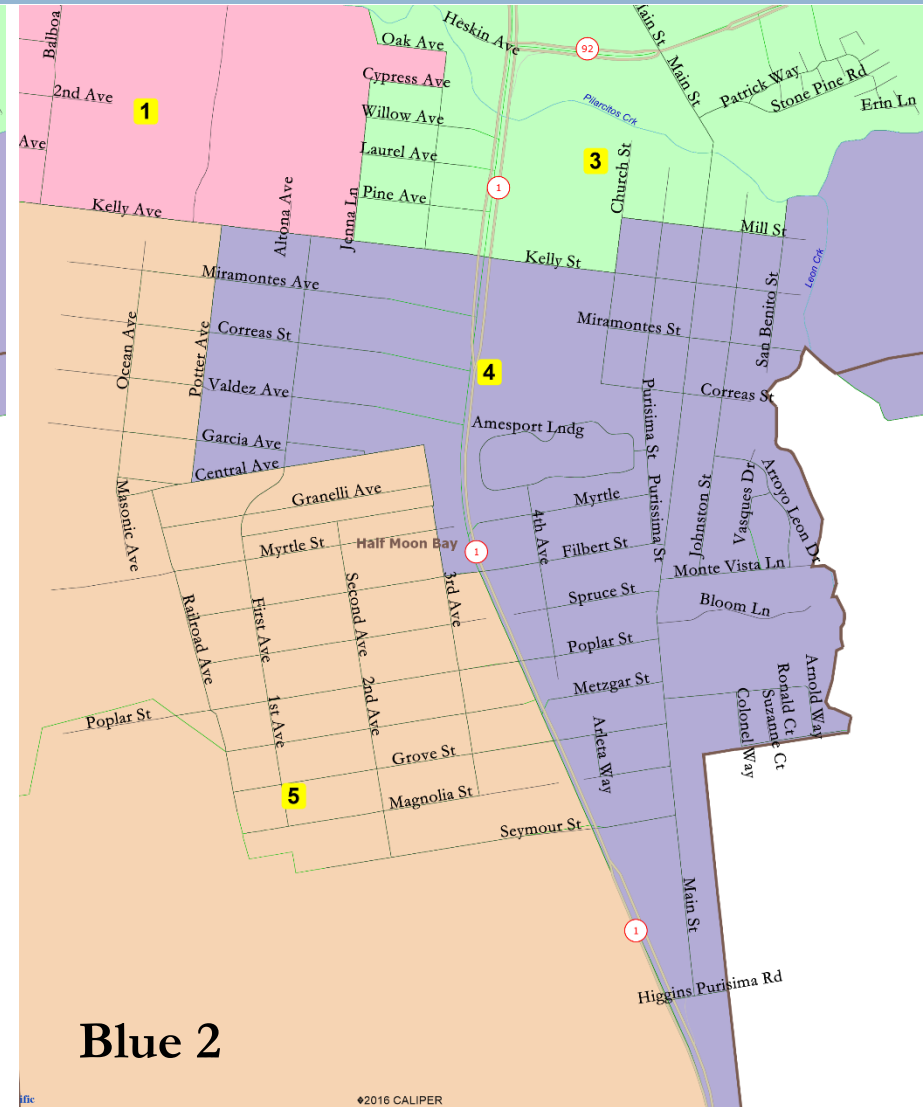 Balboa
Heskin Ave
Main St
Oak Ave
92
Main St
Cypress Ave
Patrick Way
Stone Pine Rd
Erin Ln
2nd Ave
1
Pilarcitos Crk
Willow Ave
Ave
Laurel Ave
3
Church St
1
Pine Ave
Jenna Ln
Altona Ave
Kelly Ave
Mill St
Kelly St
Leon Crk
Miramontes Ave
San Benito St
Miramontes St
Correas St
Ocean Ave
Potter Ave
4
Valdez Ave
Correas St
Purisima St
Amesport Lndg
Garcia Ave
Central Ave
Masonic Ave
Granelli Ave
Myrtle
Purissima St
Johnston St
Vasques Dr
Arroyo Leon Dr
4th Ave
Myrtle St
Half Moon Bay
1
Filbert St
Monte Vista Ln
Spruce St
Bloom Ln
Railroad Ave
First Ave
Second Ave
3rd Ave
Poplar St
Metzgar St
2nd Ave
1st Ave
Poplar St
Arleta Way
Colonel Way
Suzanne Ct
Ronald Ct
Arnold Way
Grove St
5
Magnolia St
Seymour St
Main St
1
Higgins Purisima Rd
Blue 2
ific
�2016 CALIPER